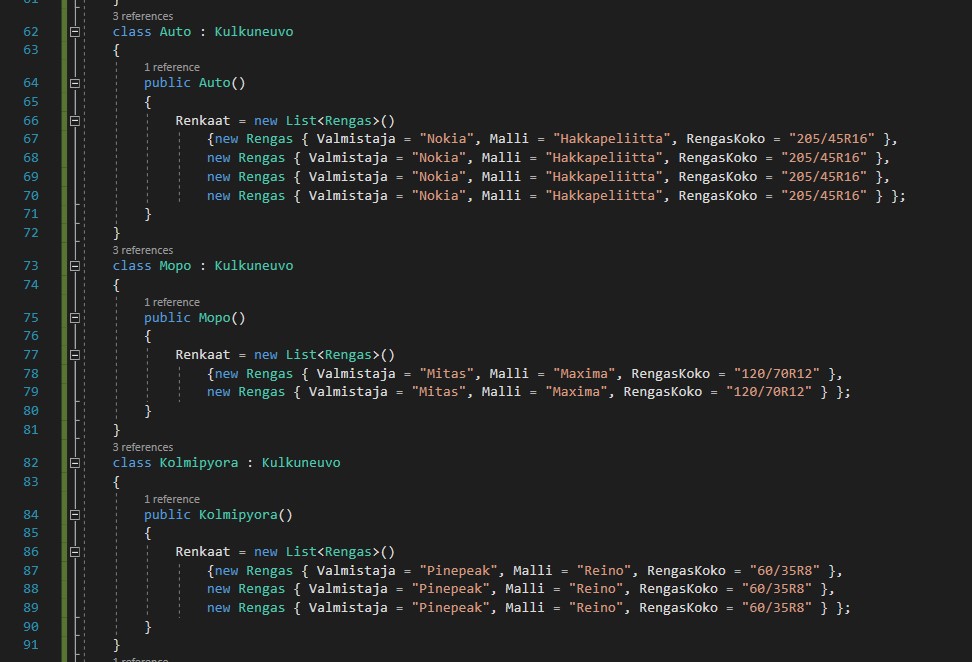 61 }
3 references
62 class Auto : Kulkuneuvo
63 {
1 reference
64 public Auto()
65 {
66 Renkaat = new List<Rengas>()
67 {new Rengas { Valmistaja = "Nokia", Malli = "Hakkapeliitta", RengasKoko = "205/45R16" },
68 new Rengas { Valmistaja = "Nokia", Malli = "Hakkapeliitta", RengasKoko = "205/45R16" },
69 new Rengas { Valmistaja = "Nokia", Malli = "Hakkapeliitta", RengasKoko = "205/45R16" },
70 new Rengas { Valmistaja = "Nokia", Malli = "Hakkapeliitta", RengasKoko = "205/45R16" } };
71 }
72 }
3 references
73 class Mopo : Kulkuneuvo
74 {
1 reference
75 public Mopo()
76 {
77 Renkaat = new List<Rengas>()
78 {new Rengas { Valmistaja = "Mitas", Malli = "Maxima", RengasKoko = "120/70R12" },
79 new Rengas { Valmistaja = "Mitas", Malli = "Maxima", RengasKoko = "120/70R12" } };
80 }
81 }
3 references
82 class Kolmipyora : Kulkuneuvo
83 {
1 reference
84 public Kolmipyora()
85 {
86 Renkaat = new List<Rengas>()
87 {new Rengas { Valmistaja = "Pinepeak", Malli = "Reino", RengasKoko = "60/35R8" },
88 new Rengas { Valmistaja = "Pinepeak", Malli = "Reino", RengasKoko = "60/35R8" },
89 new Rengas { Valmistaja = "Pinepeak", Malli = "Reino", RengasKoko = "60/35R8" } };
90 }
91 }
1 reference